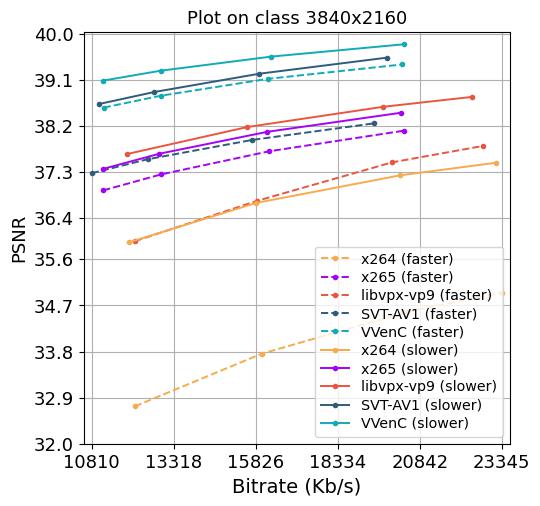 Plot on class 3840x2160
40.0
39.1
38.2
37.3
36.4
35.6
34.7
33.8
32.9
32.0
PSNR
x264 (faster)
x265 (faster)
libvpx-vp9 (faster)
SVT-AV1 (faster)
VVenC (faster)
x264 (slower)
x265 (slower)
libvpx-vp9 (slower)
SVT-AV1 (slower)
VVenC (slower)
10810 13318 15826 18334 20842 23345
Bitrate (Kb/s)